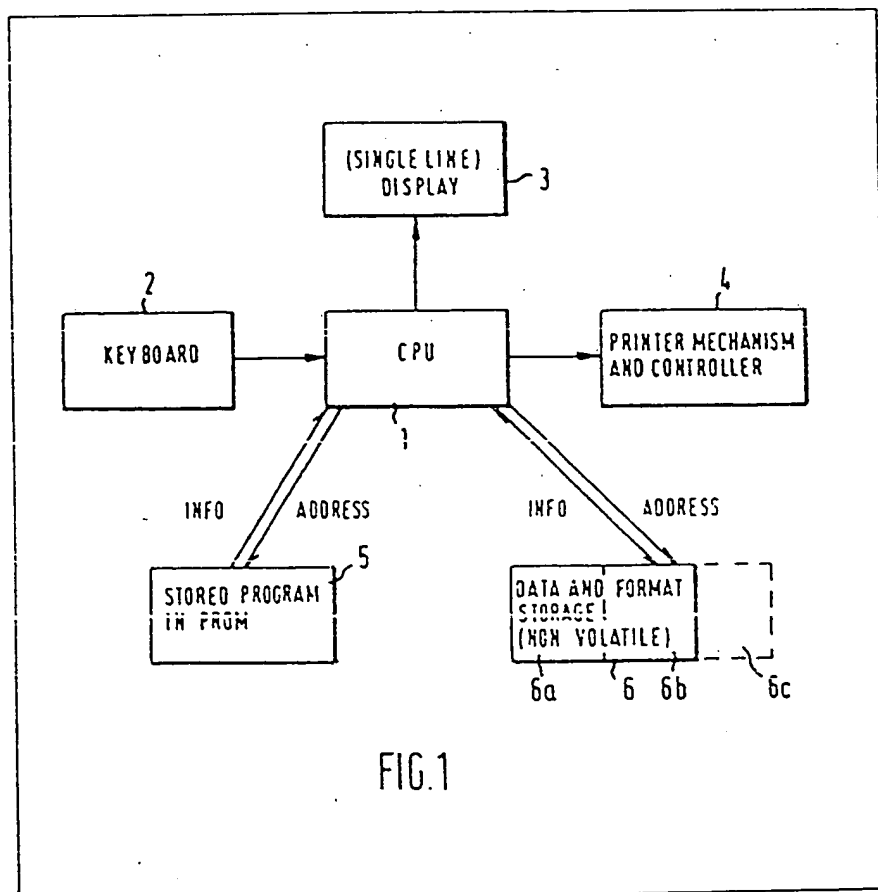 (SINGLE LINE)
DISPLAY
3
2
KEYBOARD
CPU
1
4
PRINTER MECHANISM
AND CONTROLLER
INFO
ADDRESS
INFO
ADDRESS
5
STORED PROGRAM
IN PROM
DATA AND FORMAT
STORAGE
(NON VOLATILE)
6a
6
6b
6c
FIG.1